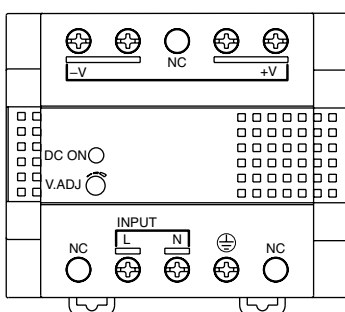 NC
–V +V
DC ON
V.ADJ
INPUT
NC L N NC